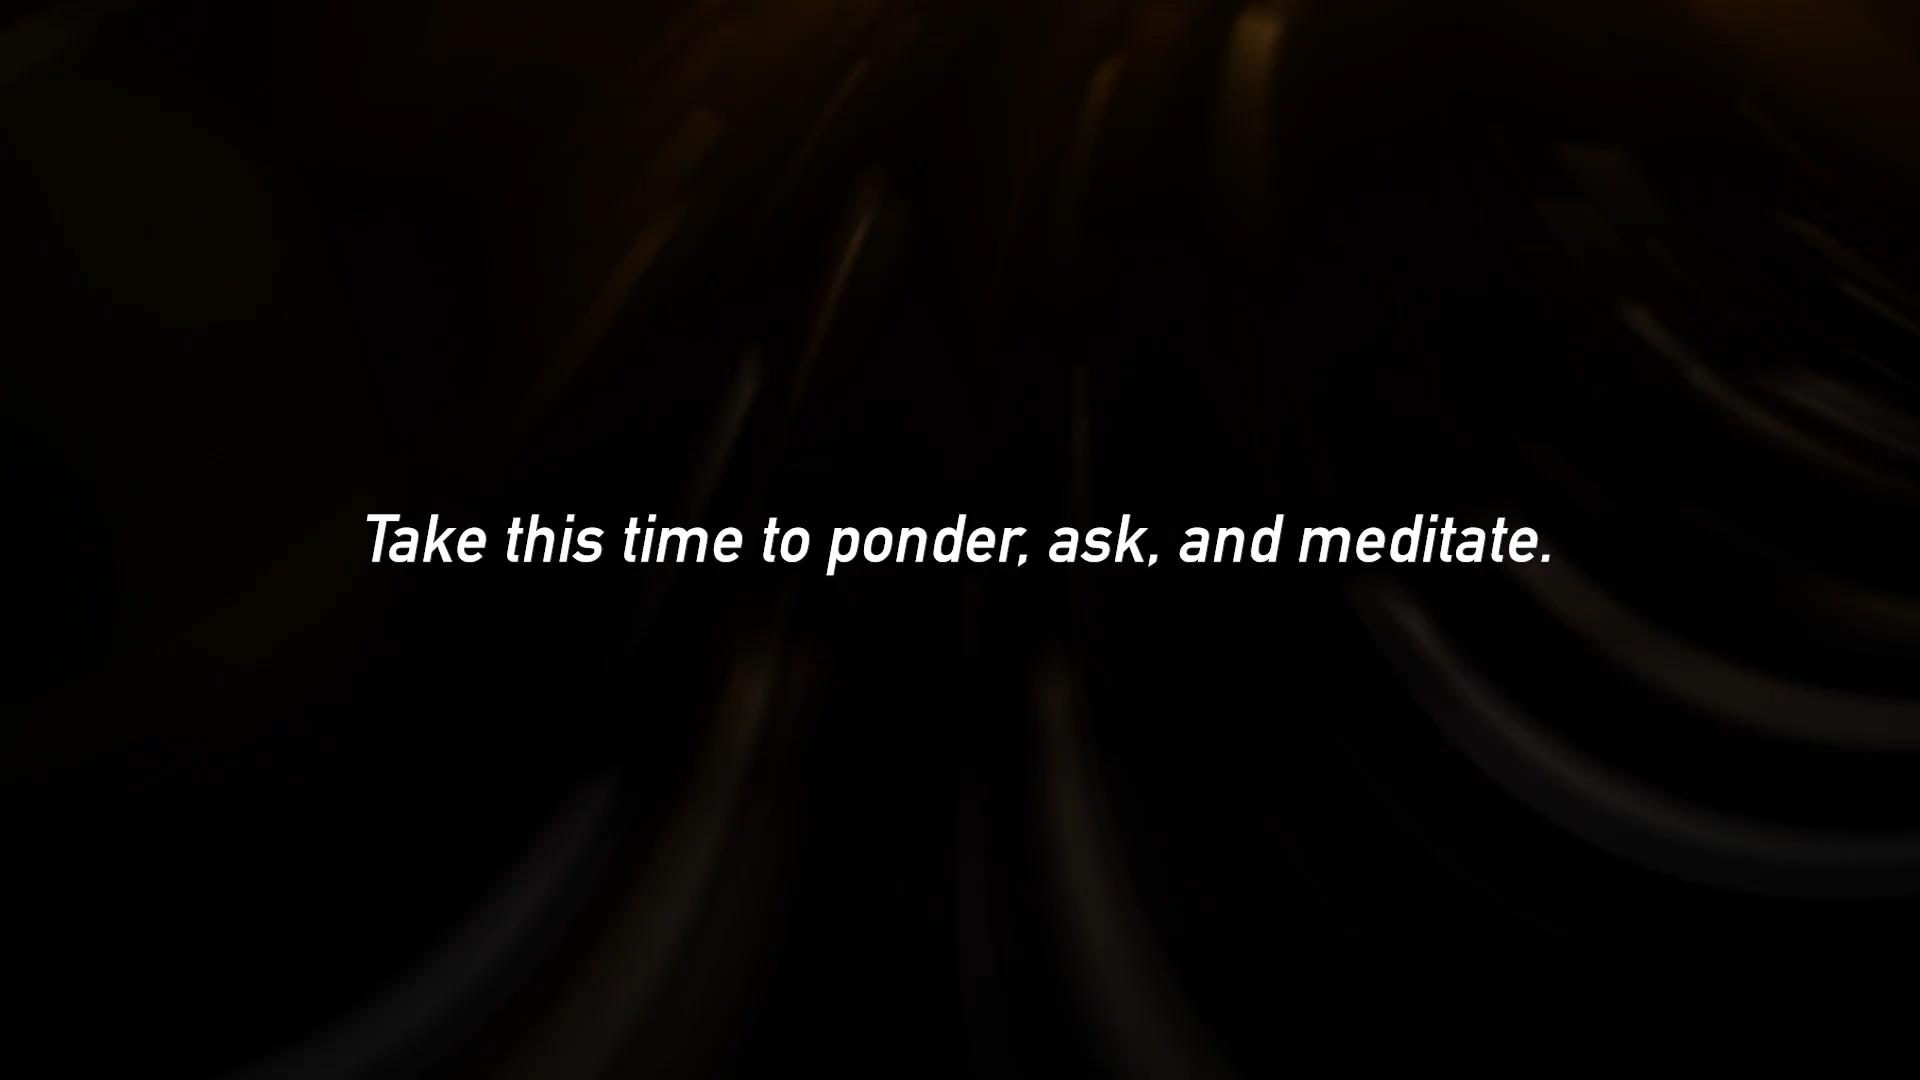 Take this time to ponder, ask, and meditate.